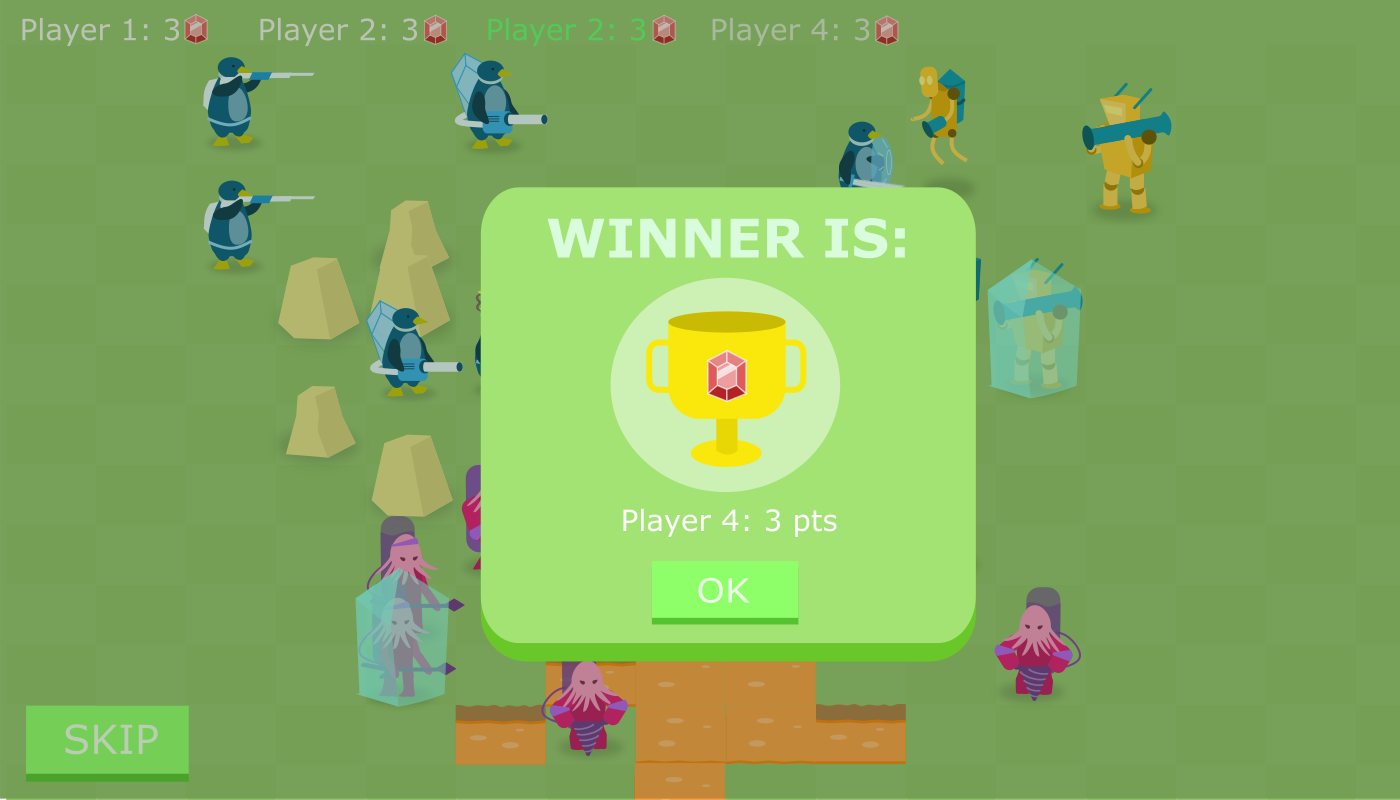 Player 1: 3 Player 2: 3 Player 2: 3 Player 4: 3
WINNER IS:
Player 4: 3 pts
OK
SKIP